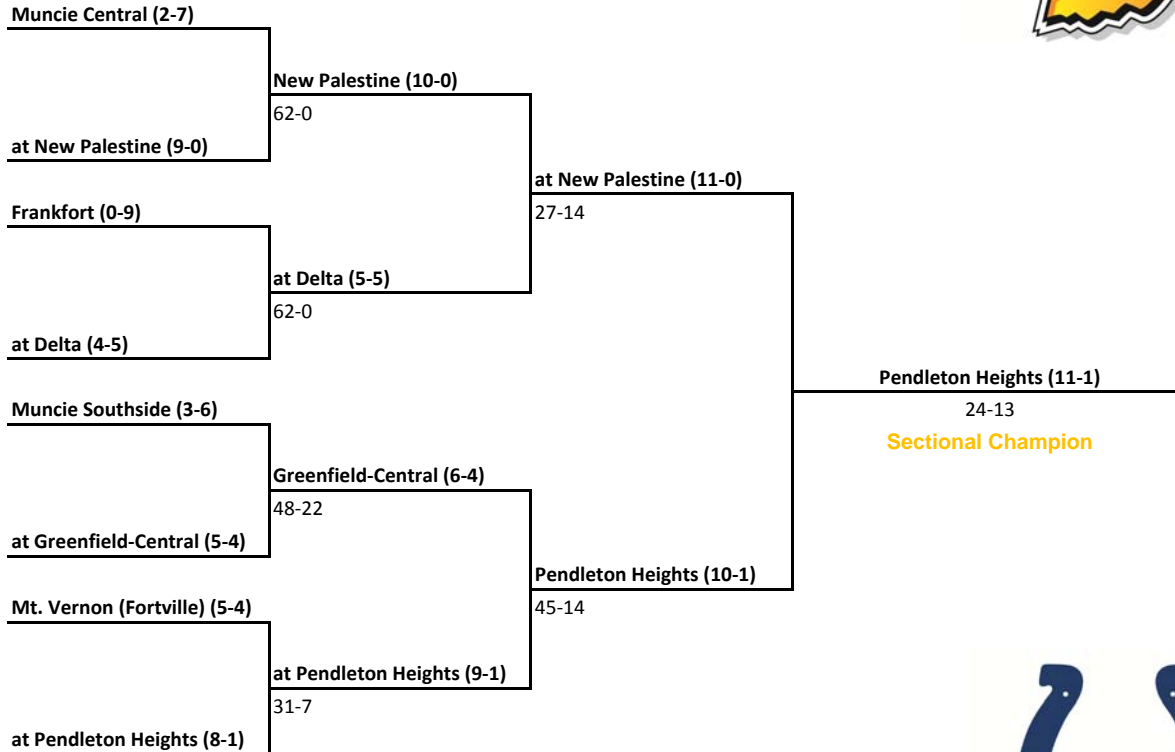 Muncie Central (2-7)
New Palestine (10-0)
62-0
at New Palestine (9-0)
at New Palestine (11-0)
27-14
Frankfort (0-9)
at Delta (5-5)
62-0
at Delta (4-5)
Pendleton Heights (11-1)
24-13
Sectional Champion
Muncie Southside (3-6)
Greenfield-Central (6-4)
48-22
at Greenfield-Central (5-4)
Pendleton Heights (10-1)
45-14
Mt. Vernon (Fortville) (5-4)
at Pendleton Heights (9-1)
31-7
at Pendleton Heights (8-1)